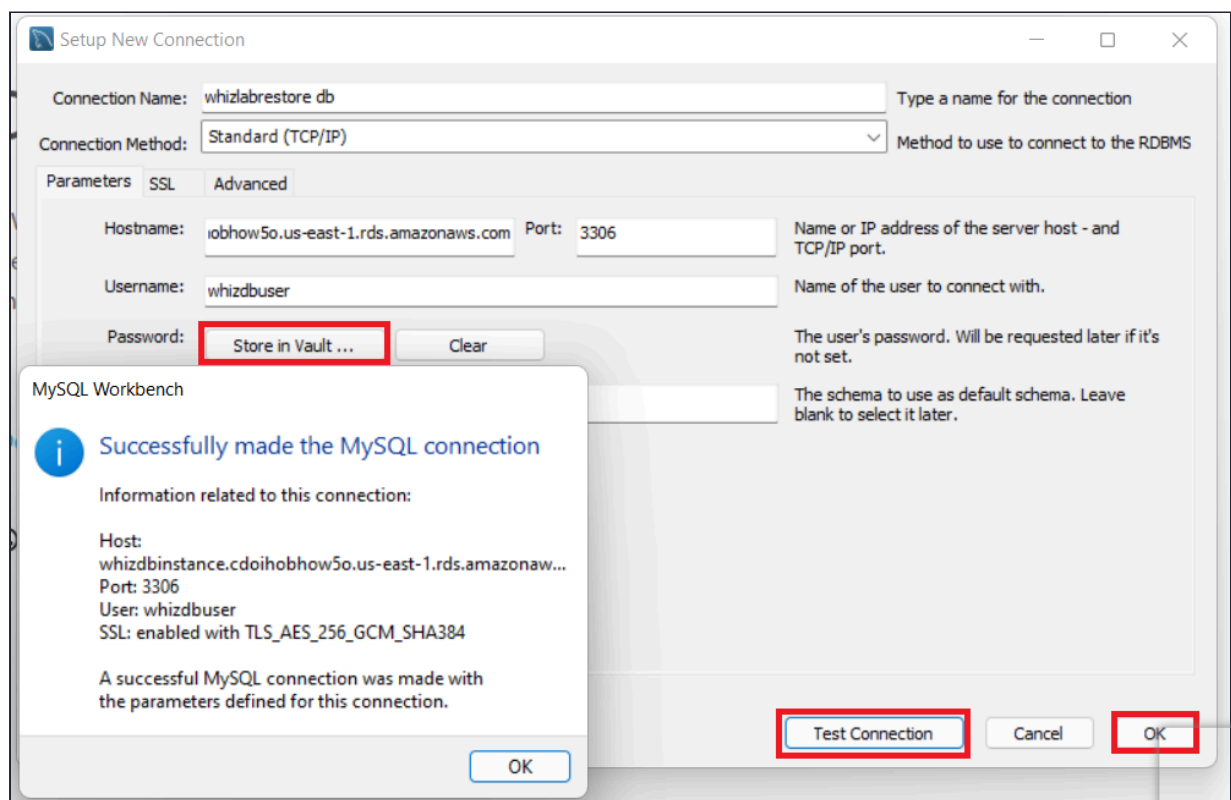 Setup New Connection
Connection Name: whizlabrestore db Type a name for the connection
Connection Method: Standard (TCP/IP) Method to use to connect to the RDBMS
Parameters SSL Advanced
Hostname: obhow5o.us-east-1.rds.amazonaws.com Port: 3306 Name or IP address of the server host - and
TCP/IP port.
Username: whizdbuser Name of the user to connect with.
Password: Store in Vault ... Clear The user's password. Will be requested later if it's
not set.
The schema to use as default schema. Leave
blank to select it later.
MySQL Workbench
Successfully made the MySQL connection
Information related to this connection:
Host:
whizdbinstance.cdoihobhow5o.us-east-1.rds.amazonaw...
Port: 3306
User: whizdbuser
SSL: enabled with TLS_AES_256_GCM_SHA384
A successful MySQL connection was made with
the parameters defined for this connection.
OK
Test Connection Cancel OK